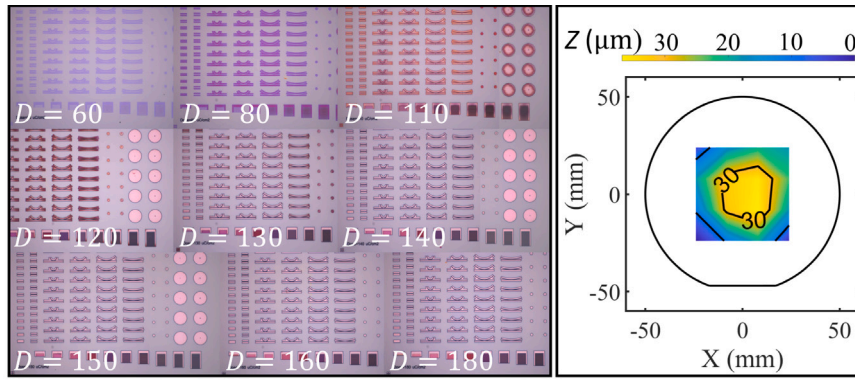 D = 60
D = 80
D = 110
D = 120
D = 130
D = 140
D = 150
D = 160
D = 180
Z (μm) 30 20 10 0
50
0
-50
Y (mm)
30
30
-50 0 50
X (mm)